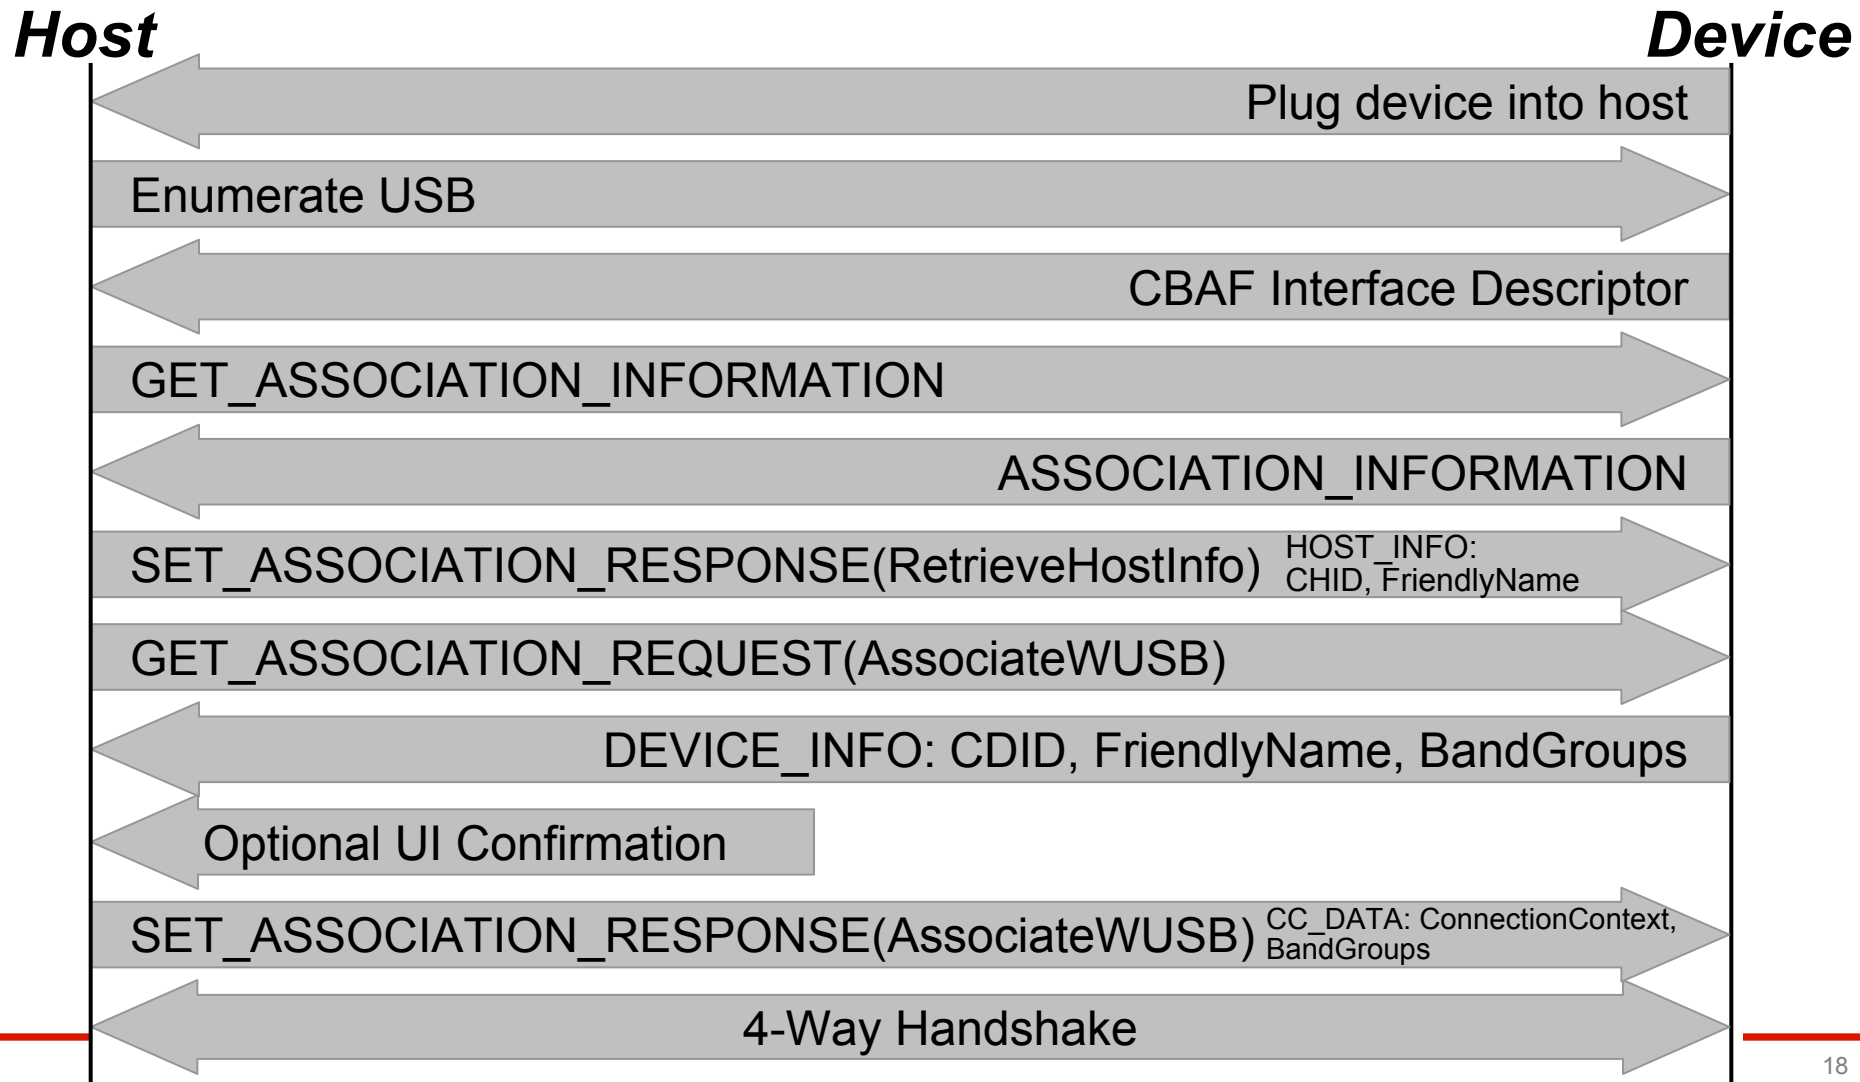 Host
Device
Plug device into host
Enumerate USB
CBAF Interface Descriptor
GET_ASSOCIATION_INFORMATION
ASSOCIATION_INFORMATION
SET_ASSOCIATION_RESPONSE(RetrieveHostInfo)
HOST_INFO:
CHID, FriendlyName
GET_ASSOCIATION_REQUEST(AssociateWUSB)
DEVICE_INFO: CDID, FriendlyName, BandGroups
Optional UI Confirmation
SET_ASSOCIATION_RESPONSE(AssociateWUSB)
CC_DATA: ConnectionContext,
BandGroups
4-Way Handshake
18